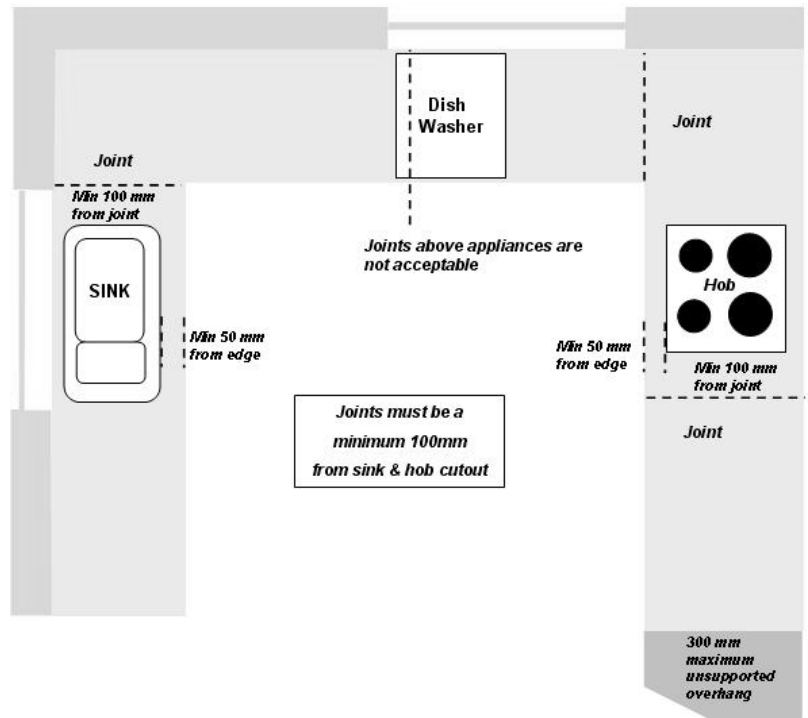 Dish
Washer
Joint
Joint
Min 100 mm
from joint
Joints above appliances are
not acceptable
SINK
Hob
Min 50 mm
from edge
Min 50 mm
from edge
Min 100 mm
from joint
Joints must be a
minimum 100mm
from sink & hob cutout
Joint
300 mm
maximum
unsupported
overhang